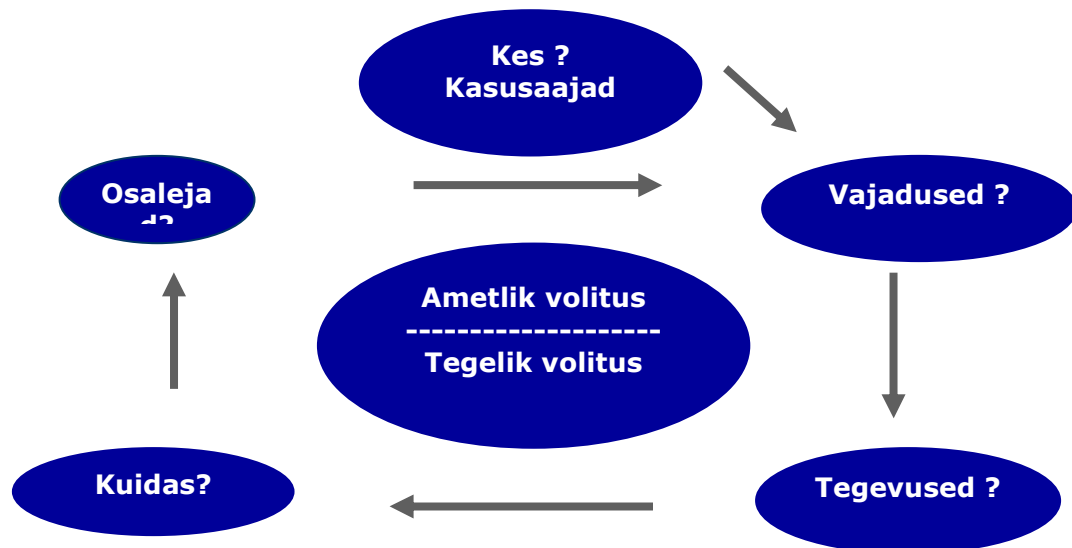 Kes ?
Kasusaajad
Osaleja
d?
Vajadused ?
Ametlik volitus
--------------------
Tegelik volitus
Kuidas?
Tegevused ?